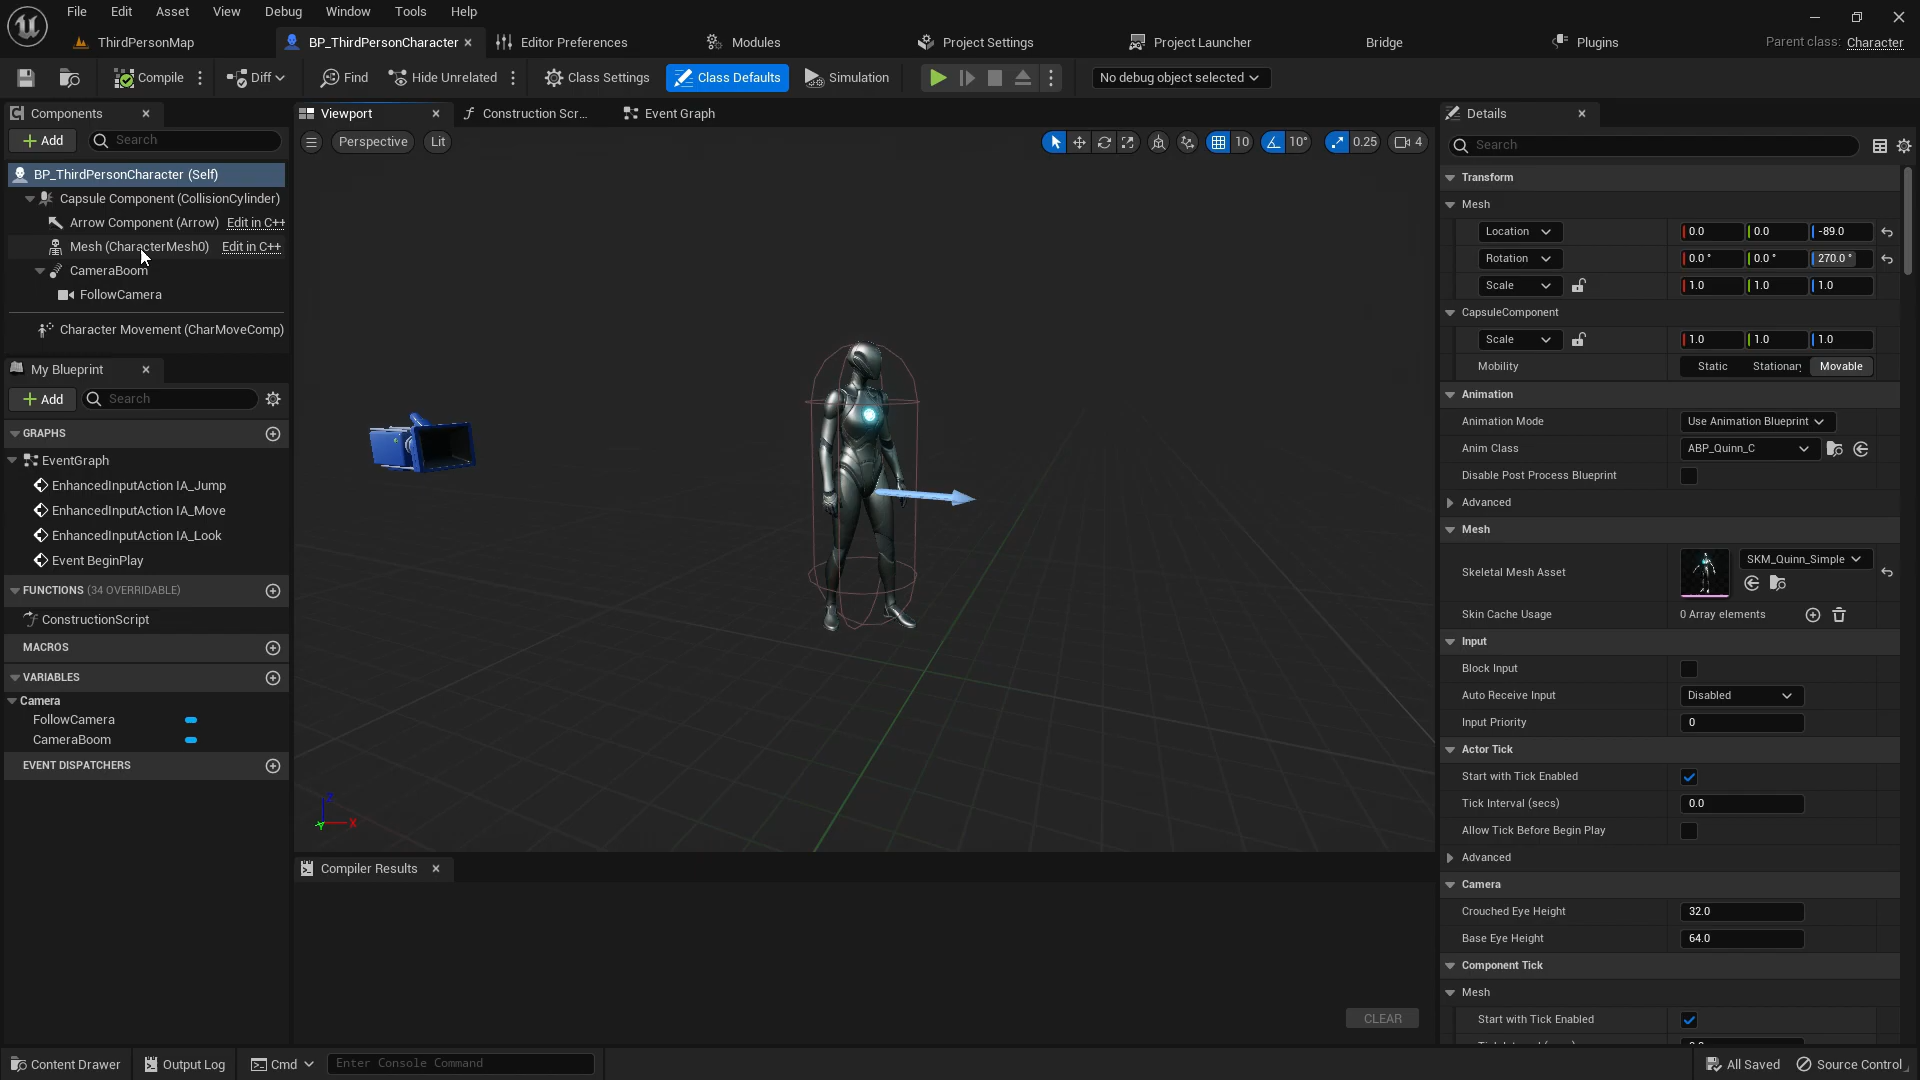 File Edit Asset View Debug Window Tools Help
ThirdPersonMap BP_ThirdPersonCharacter Editor Preferences Modules Project Settings Project Launcher Bridge Plugins Parent class: Character
Compile Diff Find Hide Unrelated Class Settings Class Defaults Simulation No debug object selected
Components
Add Search
BP_ThirdPersonCharacter (Self)
Capsule Component (CollisionCylinder)
Arrow Component (Arrow) Edit in C++
Mesh (CharacterMesh0) Edit in C++
CameraBoom
FollowCamera
Character Movement (CharMoveComp)
My Blueprint
Add Search
GRAPHS
EventGraph
EnhancedInputAction IA_Jump
EnhancedInputAction IA_Move
EnhancedInputAction IA_Look
Event BeginPlay
FUNCTIONS (34 OVERRIDABLE)
ConstructionScript
MACROS
VARIABLES
Camera
FollowCamera
CameraBoom
EVENT DISPATCHERS
Viewport Construction Scr... Event Graph
Perspective Lit 10 10° 0.25 4
Z
X
Y
Compiler Results
CLEAR
Details
Search
Transform
Mesh
Location 0.0 0.0 -89.0
Rotation 0.0 ° 0.0 ° 270.0 °
Scale 1.0 1.0 1.0
CapsuleComponent
Scale 1.0 1.0 1.0
Mobility Static Stationary Movable
Animation
Animation Mode Use Animation Blueprint
Anim Class ABP_Quinn_C
Disable Post Process Blueprint
Advanced
Mesh
Skeletal Mesh Asset SKM_Quinn_Simple
Skin Cache Usage 0 Array elements
Input
Block Input
Auto Receive Input Disabled
Input Priority 0
Actor Tick
Start with Tick Enabled
Tick Interval (secs) 0.0
Allow Tick Before Begin Play
Advanced
Camera
Crouched Eye Height 32.0
Base Eye Height 64.0
Component Tick
Mesh
Start with Tick Enabled
Content Drawer Output Log Cmd Enter Console Command All Saved Source Control